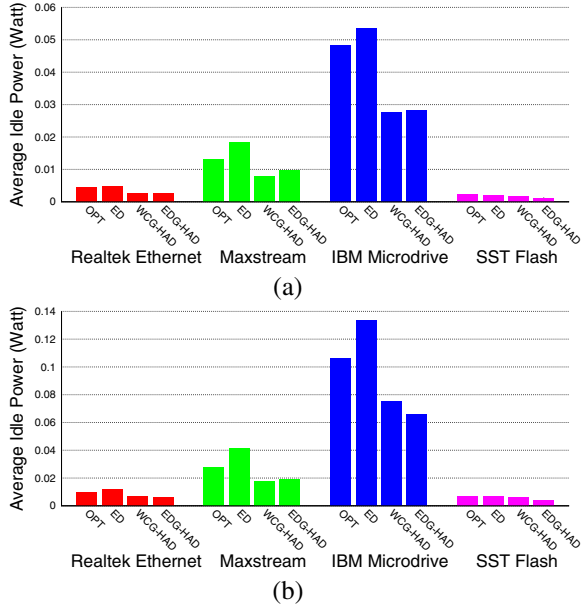 Average Idle Power (Watt)
0.06
0.05
0.04
0.03
0.02
0.01
0
OPT ED WCG-HAD EDG-HAD OPT ED WCG-HAD EDG-HAD OPT ED WCG-HAD EDG-HAD OPT ED WCG-HAD EDG-HAD
Realtek Ethernet Maxstream IBM Microdrive SST Flash
(a)
Average Idle Power (Watt)
0.14
0.12
0.1
0.08
0.06
0.04
0.02
0
OPT ED WCG-HAD EDG-HAD OPT ED WCG-HAD EDG-HAD OPT ED WCG-HAD EDG-HAD OPT ED WCG-HAD EDG-HAD
Realtek Ethernet Maxstream IBM Microdrive SST Flash
(b)